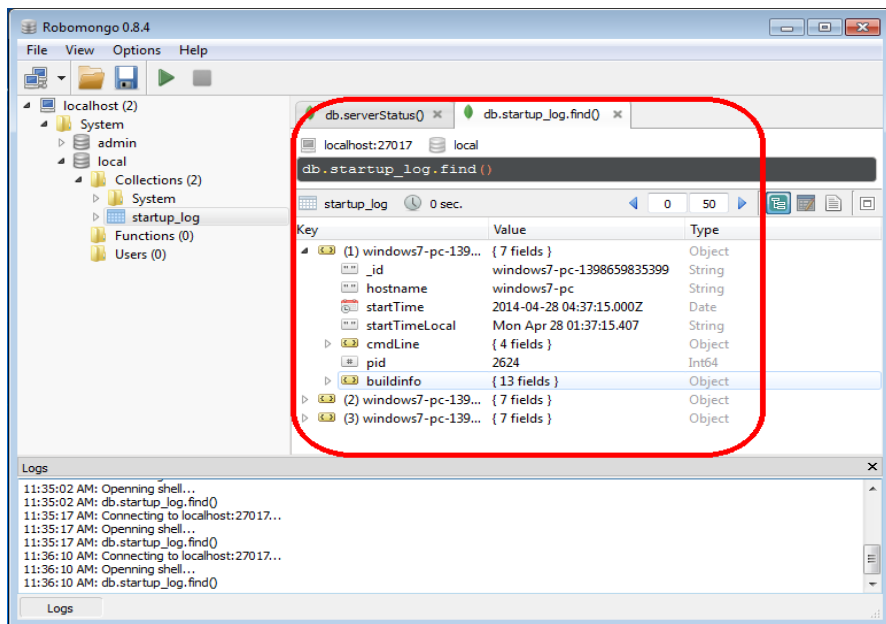 Robomongo 0.8.4
File View Options Help
localhost (2)
System
admin
local
Collections (2)
System
startup_log
Functions (0)
Users (0)
db.serverStatus() db.startup_log.find()
localhost:27017 local
db.startup_log.find()
startup_log 0 sec. 0 50
Key Value Type
(1) windows7-pc-139... { 7 fields } Object
_id windows7-pc-1398659835399 String
hostname windows7-pc String
startTime 2014-04-28 04:37:15.000Z Date
startTimeLocal Mon Apr 28 01:37:15.407 String
cmdLine { 4 fields } Object
pid 2624 Int64
buildinfo { 13 fields } Object
(2) windows7-pc-139... { 7 fields } Object
(3) windows7-pc-139... { 7 fields } Object
Logs
11:35:02 AM: Openning shell...
11:35:02 AM: db.startup_log.find()
11:35:17 AM: Connecting to localhost:27017...
11:35:17 AM: Openning shell...
11:35:17 AM: db.startup_log.find()
11:36:10 AM: Connecting to localhost:27017...
11:36:10 AM: Openning shell...
11:36:10 AM: db.startup_log.find()
Logs